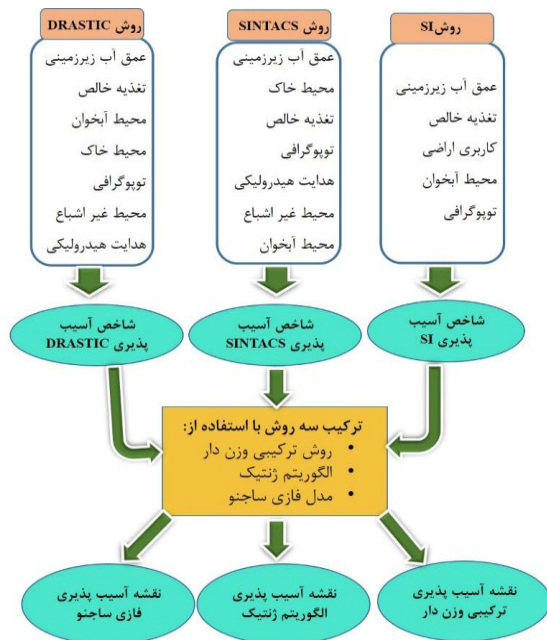 روش SI
روش SINTACS
روش DRASTIC
عمق آب زیرزمینی
تغذیه خالص
کاربری اراضی
محیط آبخوان
توپوگرافی
عمق آب زیرزمینی
محیط خاک
تغذیه خالص
توپوگرافی
هدایت هیدرولیکی
محیط غیر اشباع
محیط آبخوان
عمق آب زیرزمینی
تغذیه خالص
محیط آبخوان
محیط خاک
توپوگرافی
محیط غیر اشباع
هدایت هیدرولیکی
شاخص آسیب
پذیری SI
شاخص آسیب
پذیری SINTACS
شاخص آسیب
پذیری DRASTIC
ترکیب سه روش با استفاده از:
• روش ترکیبی وزن دار
• الگوریتم ژنتیک
• مدل فازی ساجنو
نقشه آسیب پذیری
ترکیبی وزن دار
نقشه آسیب پذیری
الگوریتم ژنتیک
نقشه آسیب پذیری
فازی ساجنو